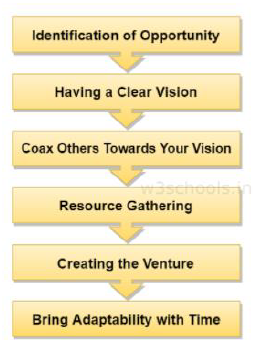 Identification of Opportunity
Having a Clear Vision
Coax Others Towards Your Vision
w3schools.in
Resource Gathering
Creating the Venture
Bring Adaptability with Time